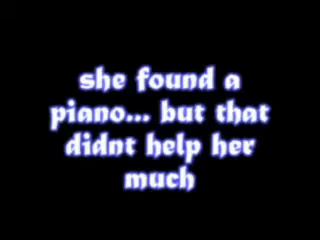 she found a
piano... but that
didnt help her
much